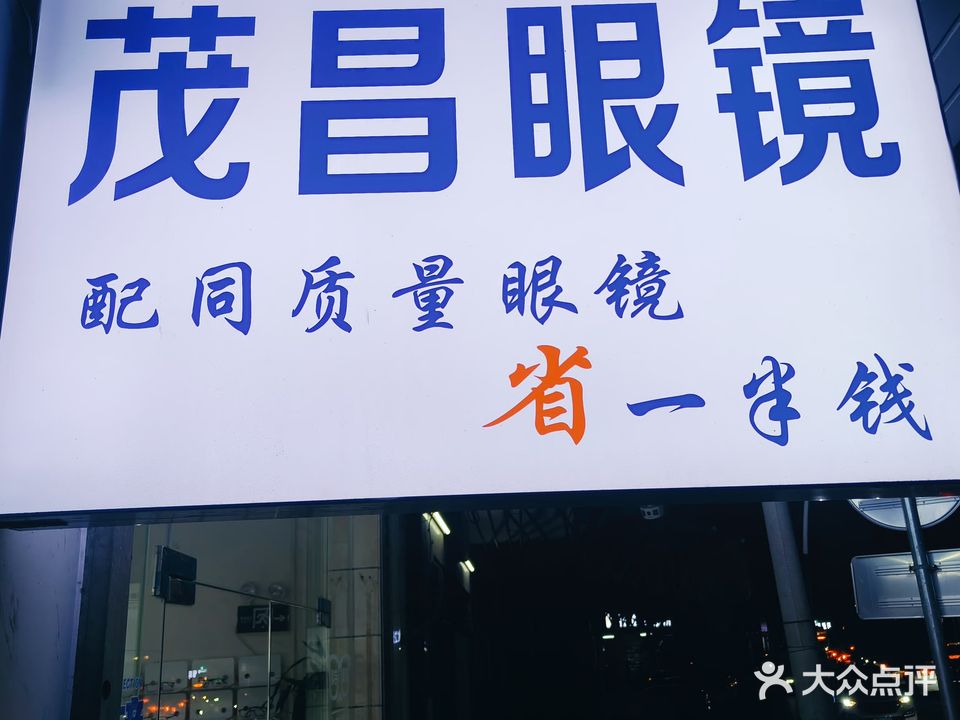 茂昌眼镜
配同质量眼镜
省一半钱
大众点评